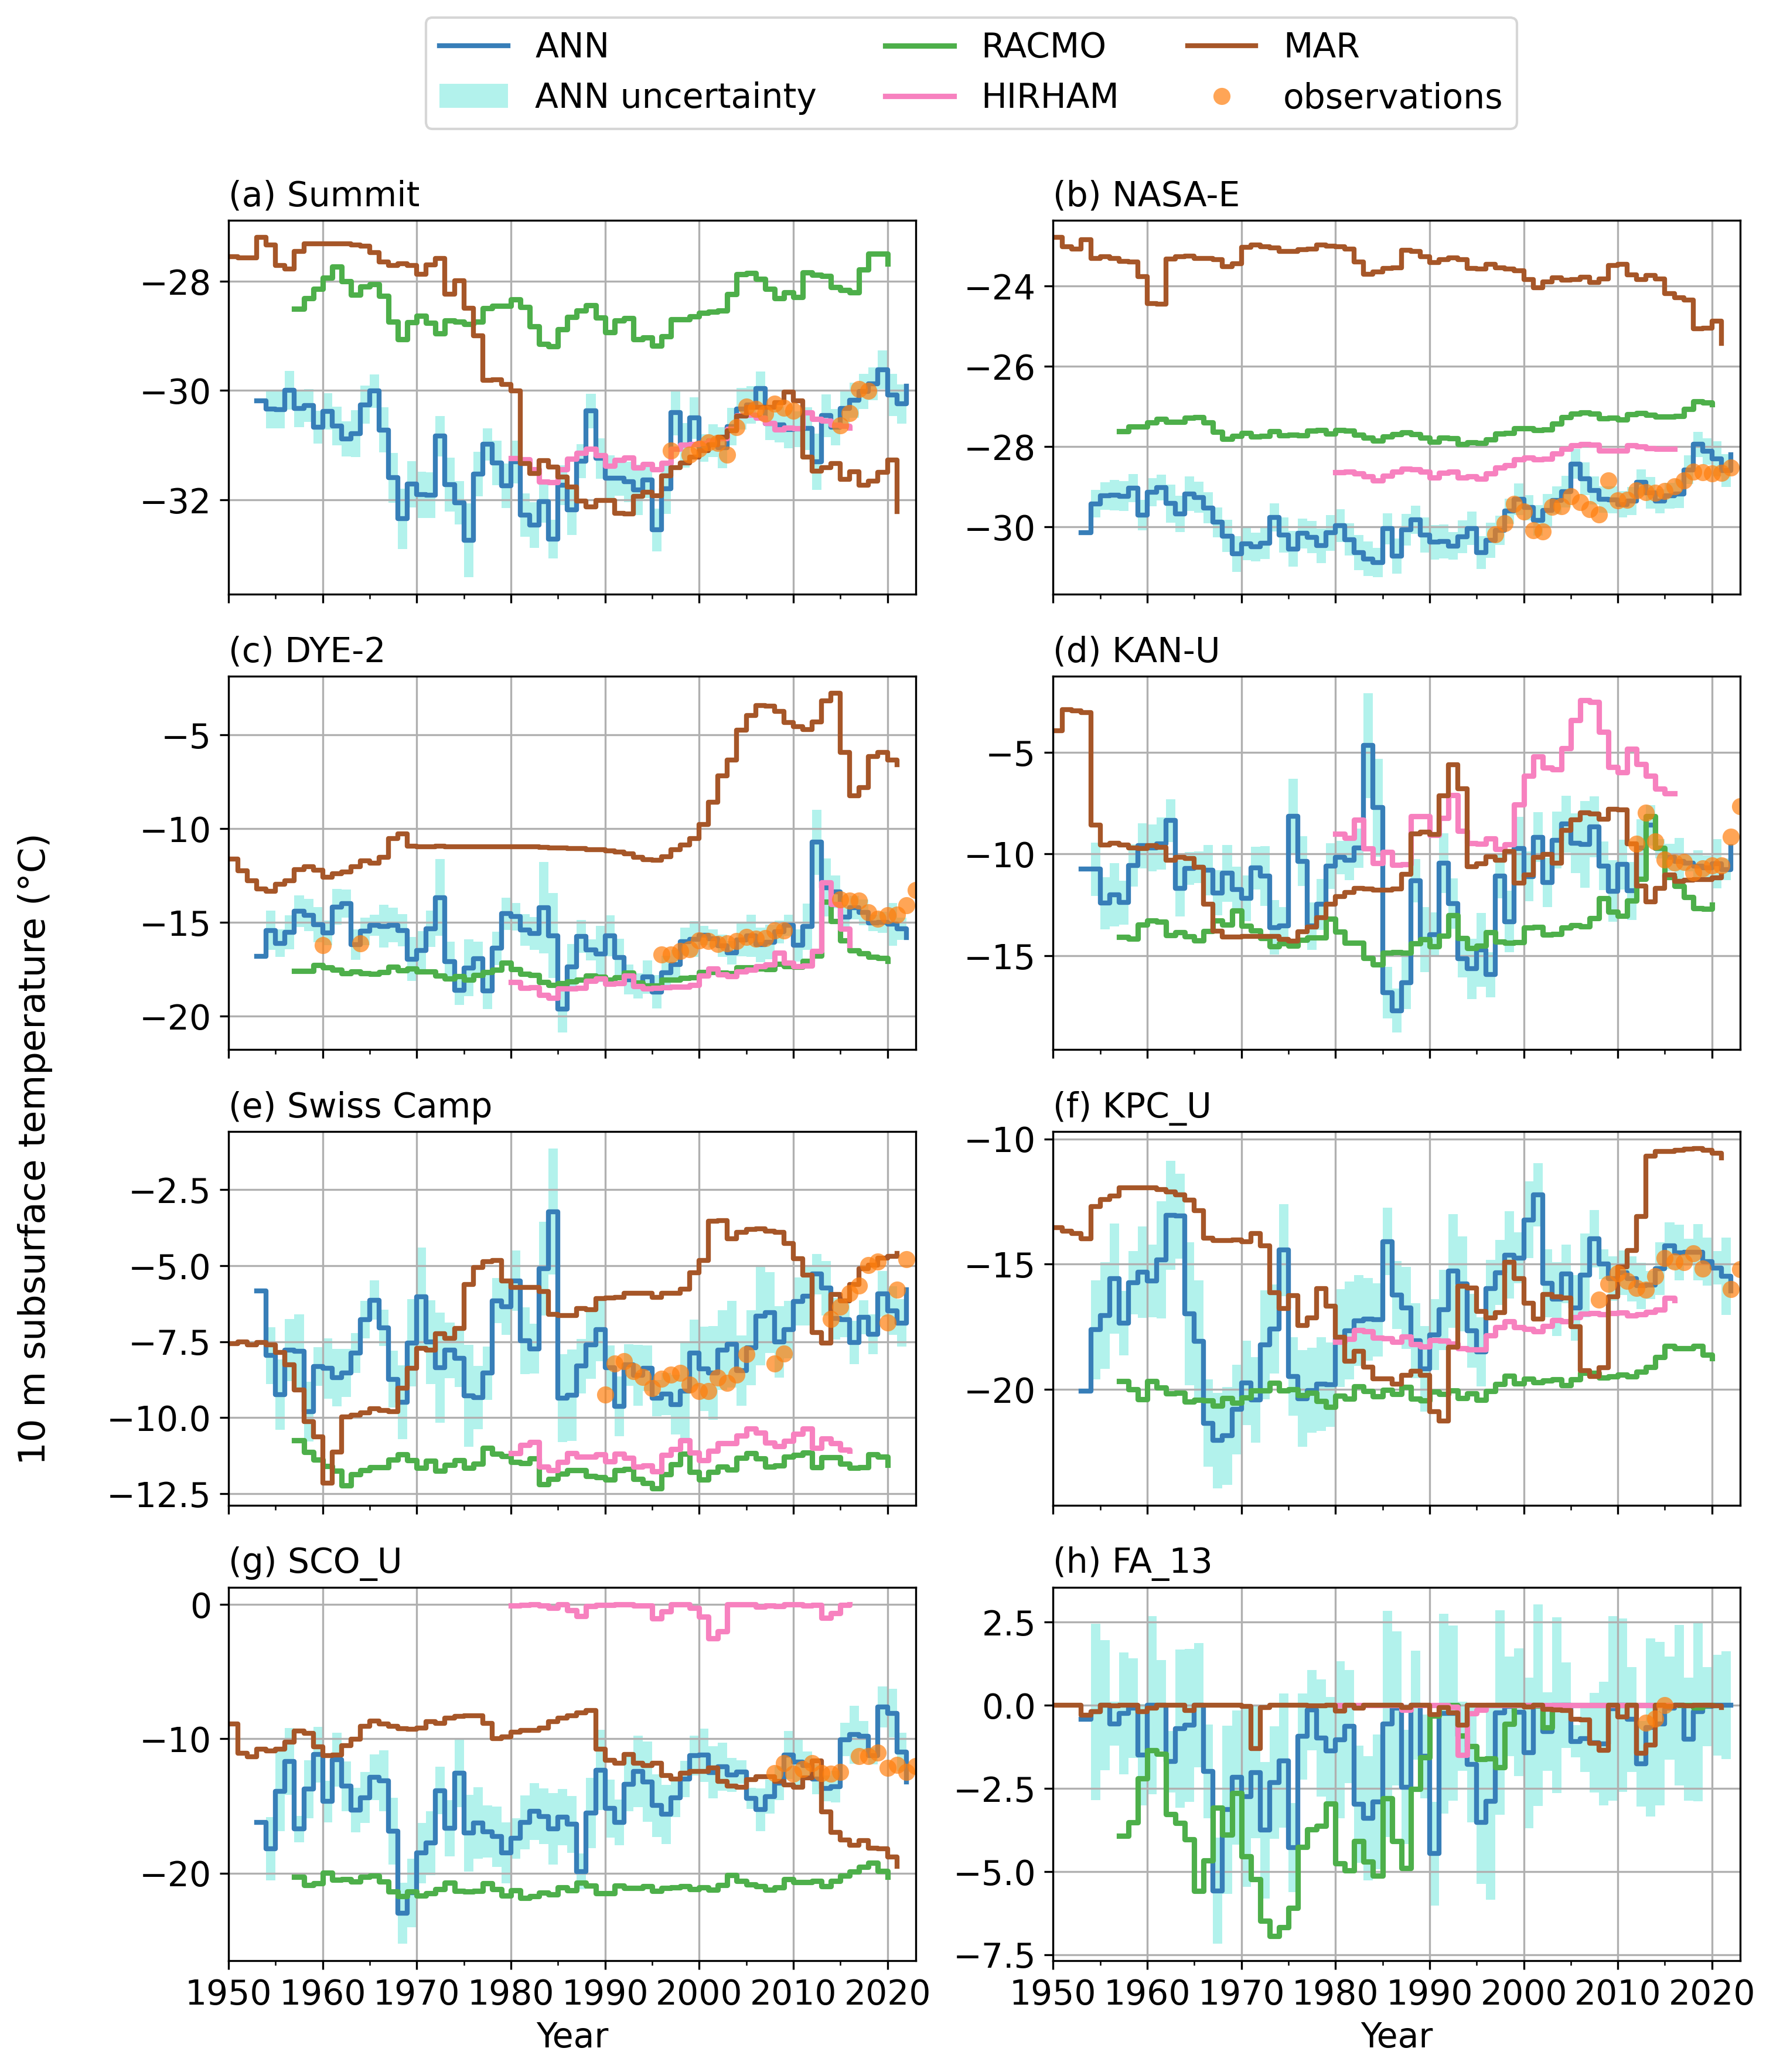 ANN RACMO MAR
ANN uncertainty HIRHAM observations
(a) Summit (b) NASA-E
−28 −30 −32
−24 −26 −28 −30
(c) DYE-2 (d) KAN-U
−5 −10 −15 −20
−5 −10 −15
(e) Swiss Camp (f) KPC_U
−2.5 −5.0 −7.5 −10.0 −12.5
−10 −15 −20
(g) SCO_U (h) FA_13
0 −10 −20
2.5 0.0 −2.5 −5.0 −7.5
1950 1960 1970 1980 1990 2000 2010 2020 1950 1960 1970 1980 1990 2000 2010 2020
Year Year
10 m subsurface temperature (°C)